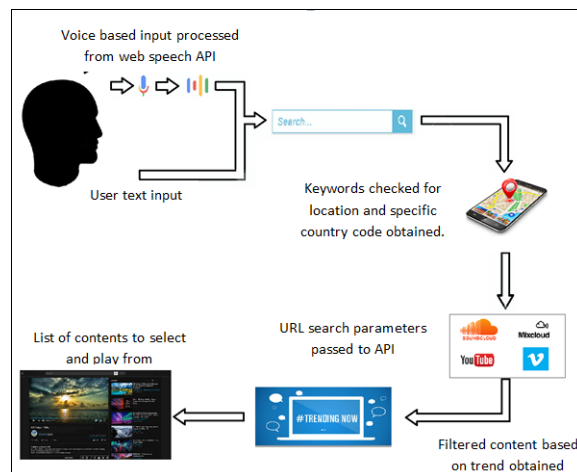 Voice based input processed
from web speech API
Search...
User text input
Keywords checked for
location and specific
country code obtained.
SOUNDCLOUD
Mixcloud
YouTube
URL search parameters
passed to API
List of contents to select
and play from
#TRENDING NOW
Filtered content based
on trend obtained